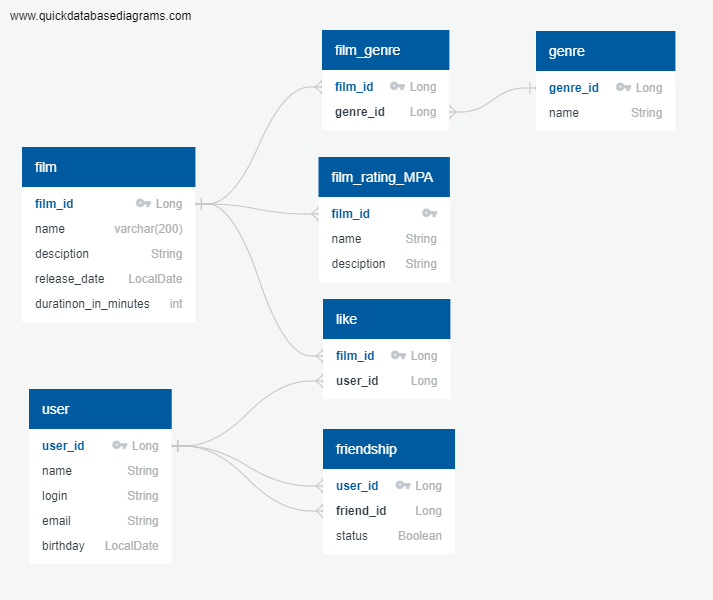 www.quickdatabasediagrams.com
film_genre
film_id Long
genre_id Long
genre
genre_id Long
name String
film
film_id Long
name varchar(200)
desciption String
release_date LocalDate
duratinon_in_minutes int
film_rating_MPA
film_id
name String
desciption String
like
film_id Long
user_id Long
user
user_id Long
name String
login String
email String
birthday LocalDate
friendship
user_id Long
friend_id Long
status Boolean